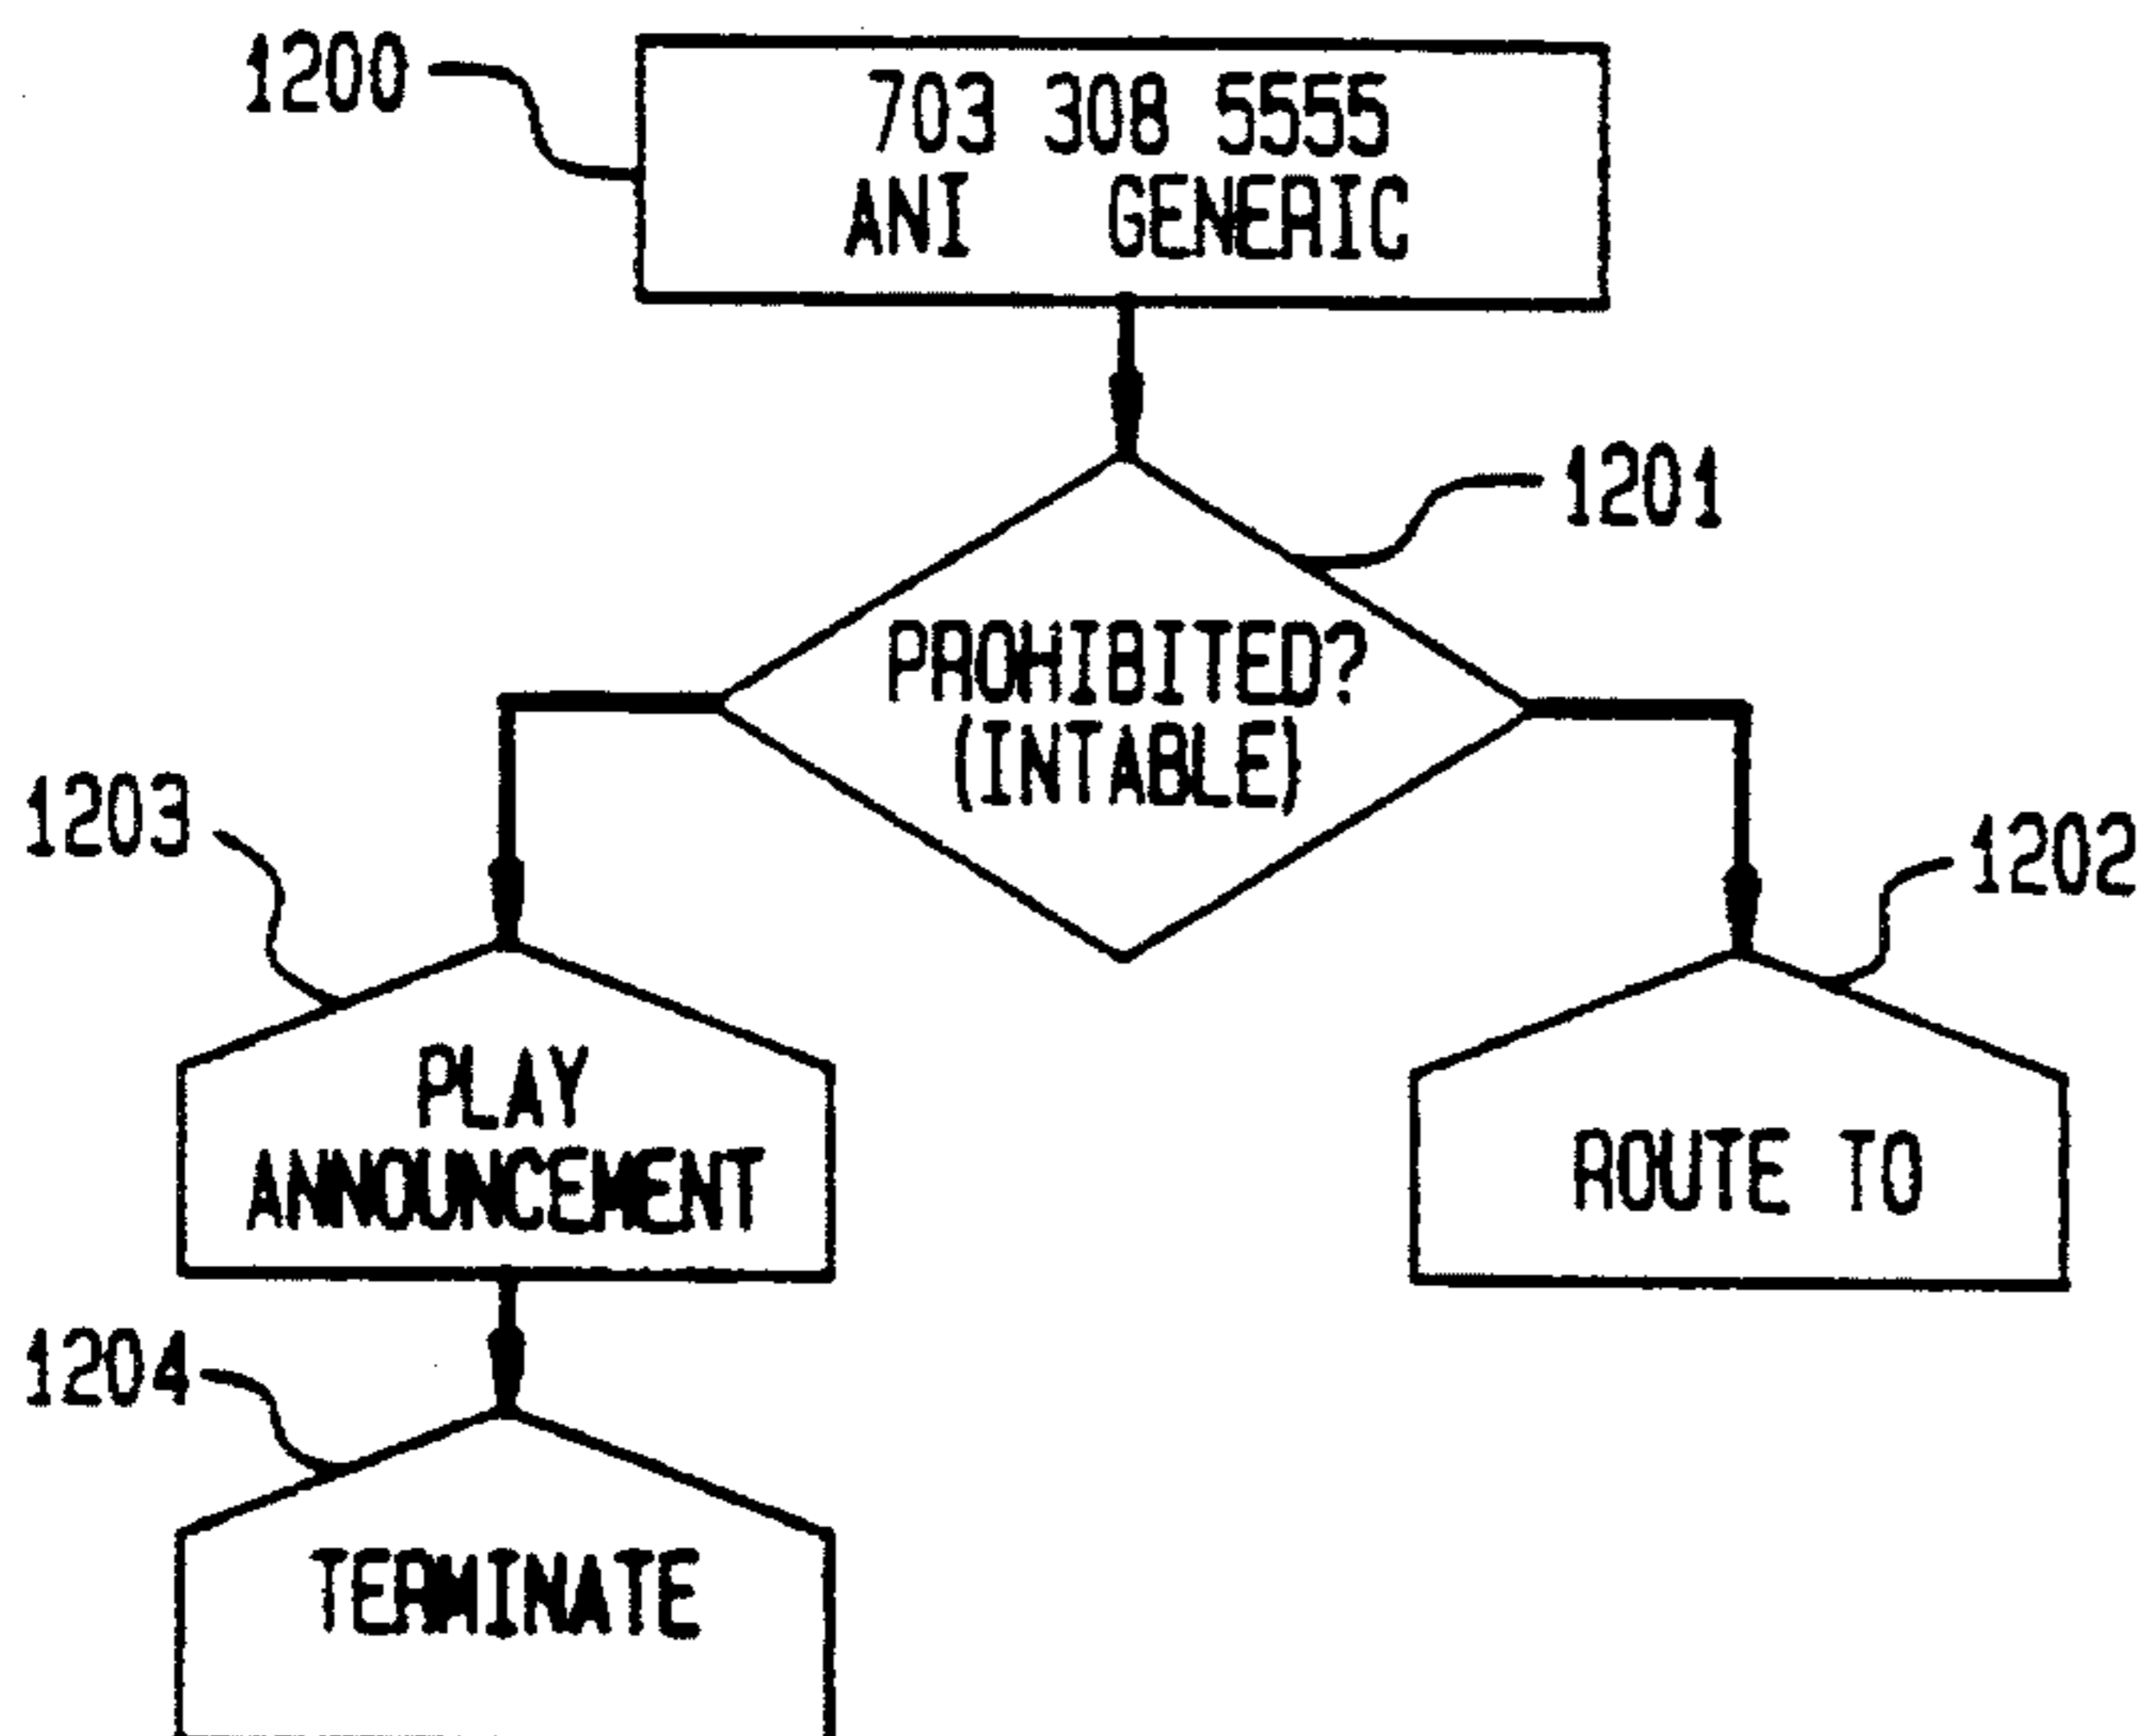 1200
703 308 5555
ANI GENERIC
1201
PROHIBITED?
(INTABLE)
1203
1202
PLAY
ANNOUNCEMENT
ROUTE TO
1204
TERMINATE